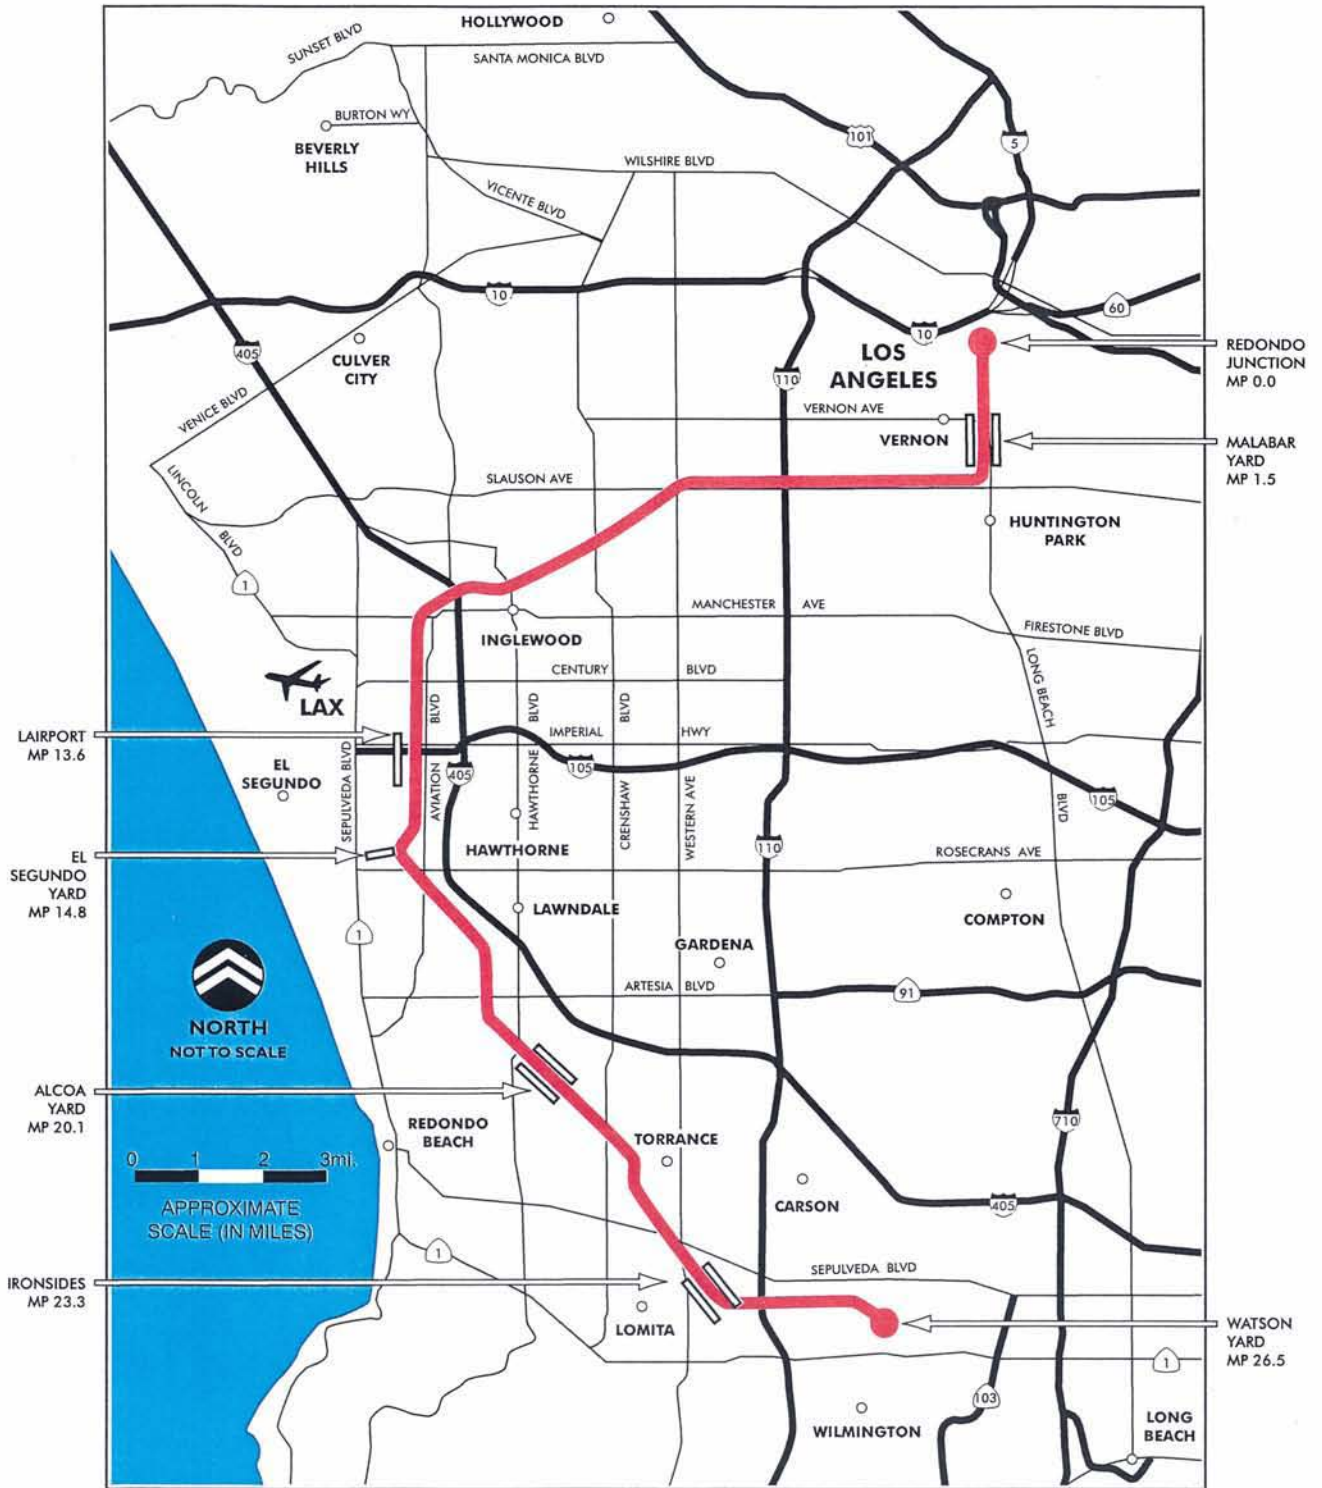 HOLLYWOOD
SUNSET BLVD
SANTA MONICA BLVD
BURTON WY
101
5
BEVERLY
HILLS
WILSHIRE BLVD
VICENTE BLVD
10
60
10
405
CULVER
CITY
LOS
ANGELES
REDONDO
JUNCTION
MP 0.0
110
VENICE BLVD
VERNON AVE
VERNON
MALABAR
YARD
MP 1.5
LINCOLN
BLVD
SLAUSON AVE
HUNTINGTON
PARK
1
MANCHESTER AVE
FIRESTONE BLVD
INGLEWOOD
CENTURY BLVD
LONG BEACH
BLVD
LAX
LAIRPORT
MP 13.6
SEPULVEDA BLVD
AVIATION BLVD
HAWTHORNE BLVD
CRENSHAW BLVD
WESTERN AVE
IMPERIAL HWY
EL
SEGUNDO
405
105
105
EL
SEGUNDO
YARD
MP 14.8
HAWTHORNE
110
ROSECRANS AVE
LAWNDALE
COMPTON
1
GARDENA
ARTESIA BLVD
91
NORTH
NOT TO SCALE
ALCOA
YARD
MP 20.1
REDONDO
BEACH
TORRANCE
710
0 1 2 3mi.
APPROXIMATE
SCALE (IN MILES)
CARSON
405
1
SEPULVEDA BLVD
IRONSIDES
MP 23.3
LOMITA
WATSON
YARD
MP 26.5
1
103
WILMINGTON
LONG
BEACH